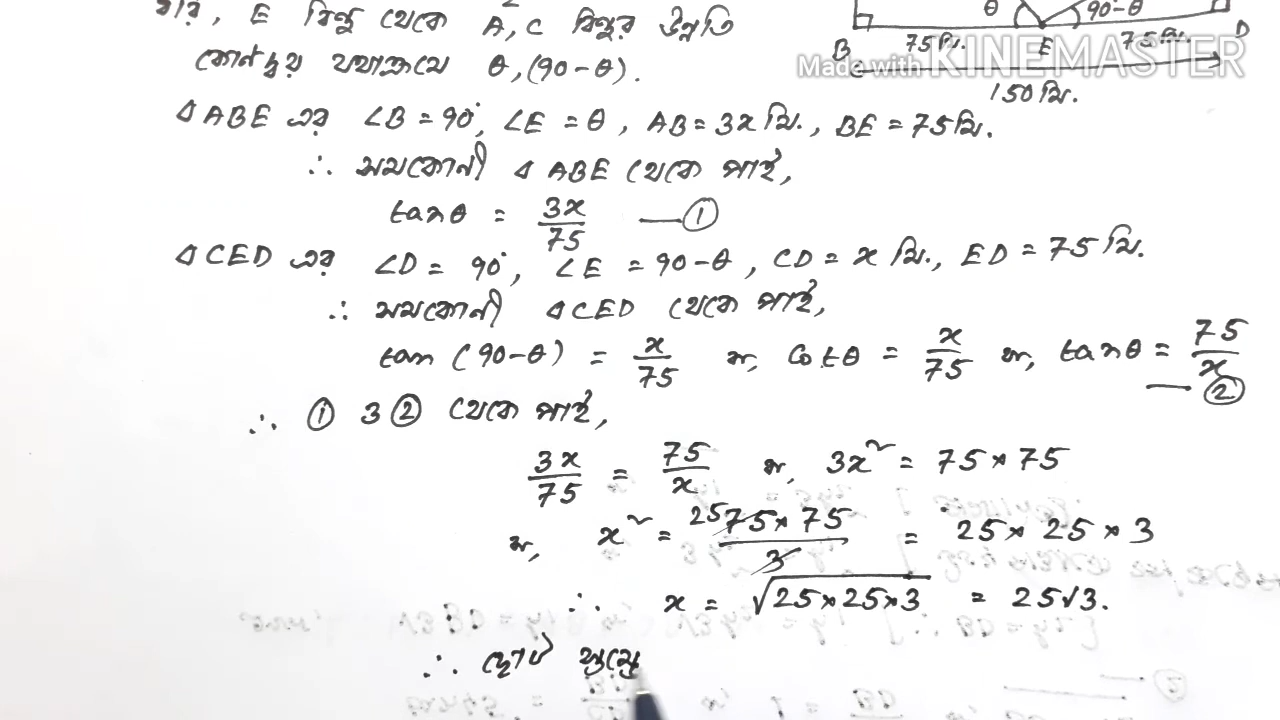 ধরি, E বিন্দু থেকে A, C বিন্দুর উন্নতি
কোণদ্বয় যথাক্রমে θ, (90-θ).
θ 90-θ
B 75মি. E 75মি. D
150 মি.
Made with KINEMASTER
△ABE এর ∠B = 90°, ∠E = θ, AB = 3x মি., BE = 75মি.
∴ সমকোণী △ABE থেকে পাই,
tanθ = 3x/75 — ①
△CED এর ∠D = 90°, ∠E = 90-θ, CD = x মি., ED = 75 মি.
∴ সমকোণী △CED থেকে পাই,
tan (90-θ) = x/75 বা, cotθ = x/75 বা, tanθ = 75/x — ②
∴ ① ও ② থেকে পাই,
3x/75 = 75/x বা, 3x² = 75×75
বা, x² = 25 75×75/3 = 25×25×3
∴ x = √25×25×3 = 25√3.
∴ ছোট